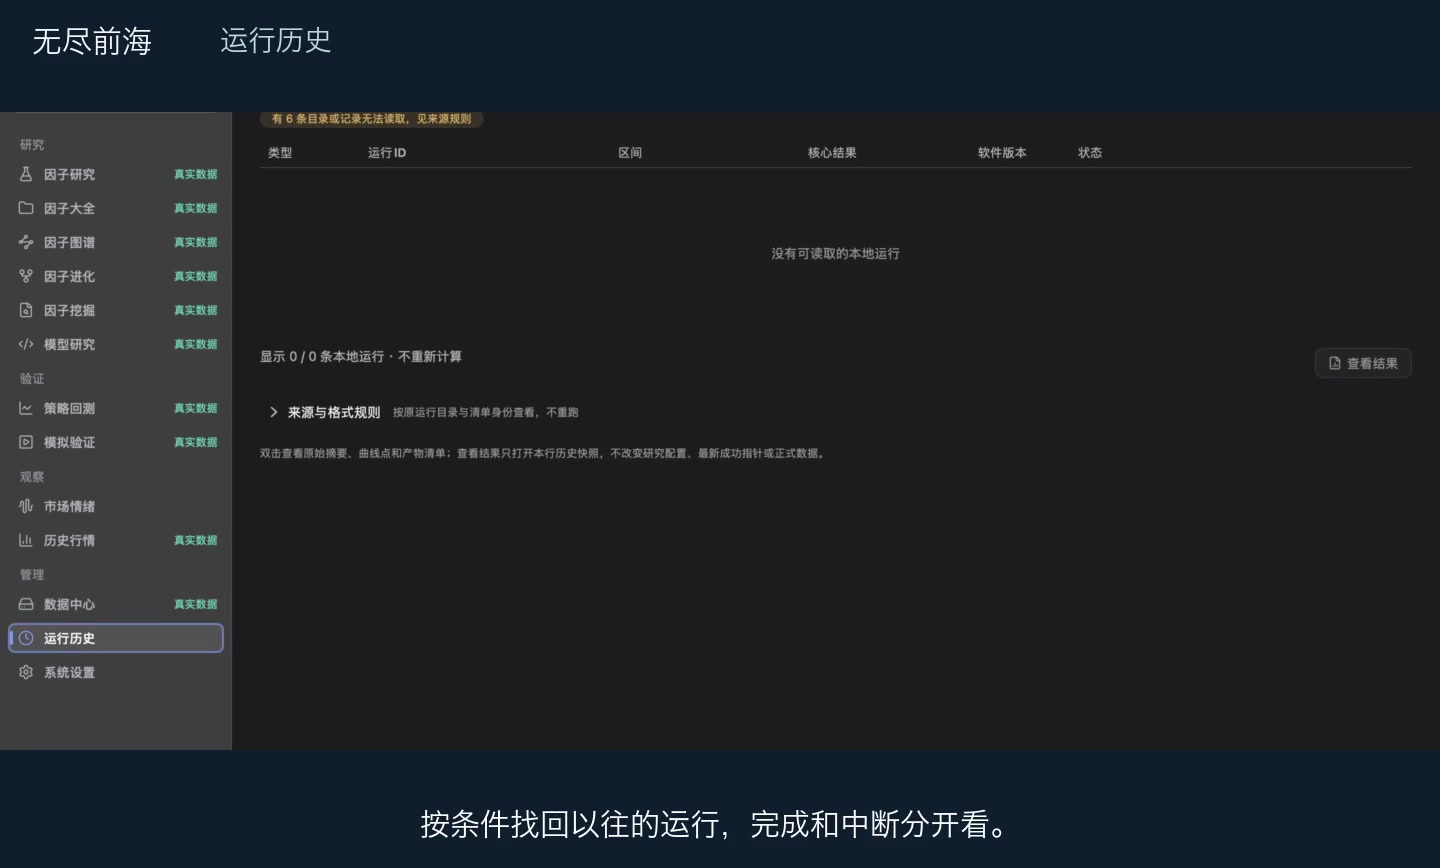 无尽前海 运行历史
有 6 条目录或记录无法读取，见来源规则
类型 运行 ID 区间 核心结果 软件版本 状态
没有可读取的本地运行
显示 0 / 0 条本地运行 · 不重新计算
查看结果
来源与格式规则 按原运行目录与清单身份查看，不重跑
双击查看原始摘要、曲线点和产物清单；查看结果只打开本行历史快照，不改变研究配置、最新成功指针或正式数据。
研究
因子研究 真实数据
因子大全 真实数据
因子图谱 真实数据
因子进化 真实数据
因子挖掘 真实数据
模型研究 真实数据
验证
策略回测 真实数据
模拟验证 真实数据
观察
市场情绪
历史行情 真实数据
管理
数据中心 真实数据
运行历史
系统设置
按条件找回以往的运行，完成和中断分开看。